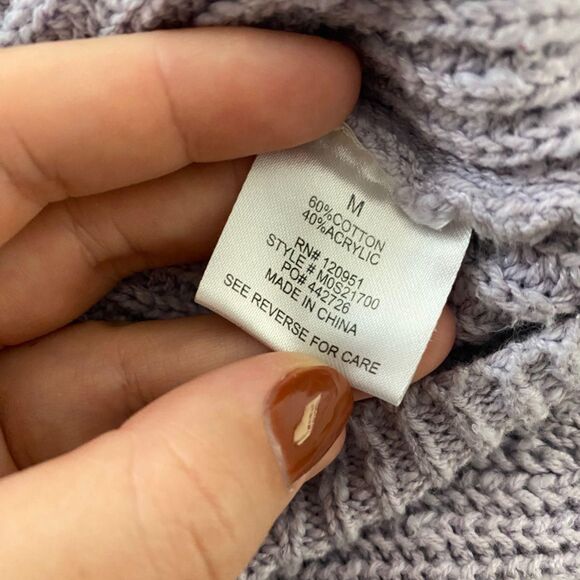 M
60%COTTON
40%ACRYLIC
RN# 120951
STYLE# M0S21700
PO# 442726
MADE IN CHINA
SEE REVERSE FOR CARE